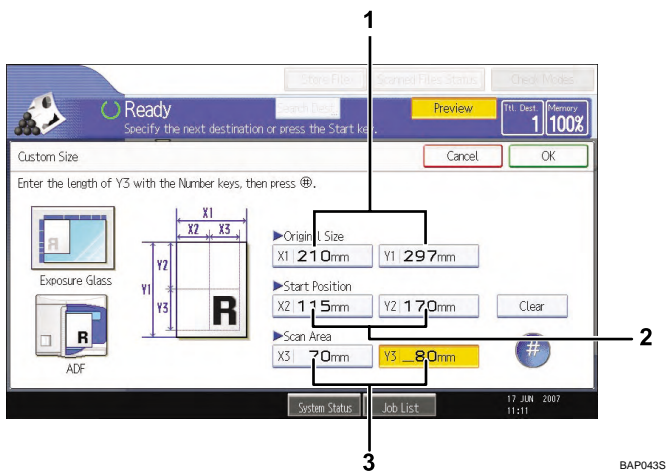 1
Store Files Scanned Files Status Check Modes
Ready
Search Dest.
Preview
Ttl. Dest. Memory
1 100%
Specify the next destination or press the Start key.
Custom Size
Cancel
OK
Enter the length of Y3 with the Number keys, then press #.
X1
X2 X3
Y1
Y2
Y3
R
R
Exposure Glass
R
ADF
►Original Size
X1 210mm Y1 297mm
►Start Position
X2 115mm Y2 170mm
Clear
2
►Scan Area
X3 70mm Y3 __80mm
#
System Status Job List
17 JUN 2007
11:11
3
BAP043S